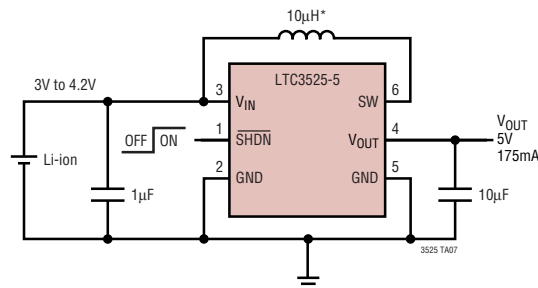 10µH*
3V to 4.2V
LTC3525-5
3
VIN
SW
6
OFF ON
1
SHDN
VOUT
4
VOUT
5V
175mA
Li-ion
2
GND
GND
5
1µF
10µF
3525 TA07